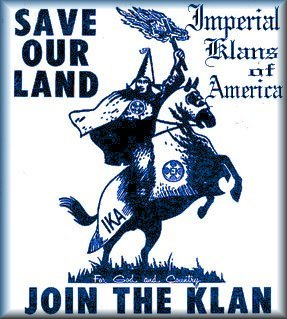 SAVE
OUR
LAND
Imperial
Klans
of
America
IKA
For God and Country
JOIN THE KLAN